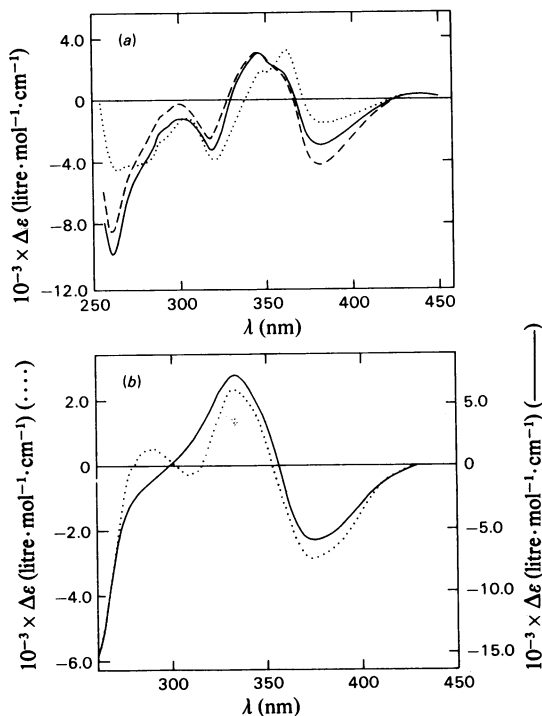 (a)
4.0
0
−4.0
−8.0
−12.0
10⁻³ × Δε (litre·mol⁻¹·cm⁻¹)
250 300 350 400 450
λ (nm)
(b)
2.0
0
−2.0
−4.0
−6.0
10⁻³ × Δε (litre·mol⁻¹·cm⁻¹) (····)
5.0
0
−5.0
−10.0
−15.0
10⁻³ × Δε (litre·mol⁻¹·cm⁻¹) (——)
300 350 400 450
λ (nm)